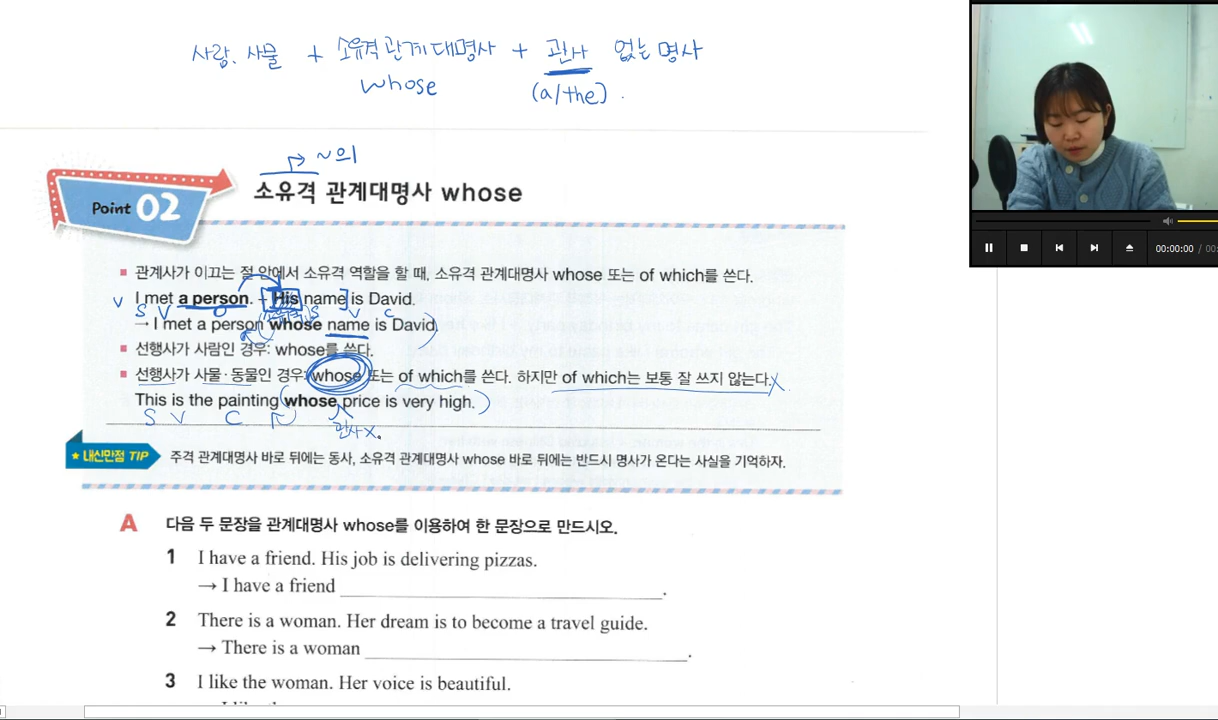 사람. 사물 + 소유격 관계대명사 + 관사 없는 명사
whose (a/the).
~의
Point 02
소유격 관계대명사 whose
관계사가 이끄는 절 안에서 소유격 역할을 할 때, 소유격 관계대명사 whose 또는 of which를 쓴다.
V I met a person. + His name is David.
S V O S V C
→ I met a person whose name is David.
선행사가 사람인 경우: whose를 쓴다.
선행사가 사물·동물인 경우: whose 또는 of which를 쓴다. 하지만 of which는 보통 잘 쓰지 않는다. X
This is the painting (whose price is very high.)
S V C 관사X.
★ 내신만점 TIP 주격 관계대명사 바로 뒤에는 동사, 소유격 관계대명사 whose 바로 뒤에는 반드시 명사가 온다는 사실을 기억하자.
A 다음 두 문장을 관계대명사 whose를 이용하여 한 문장으로 만드시오.
1 I have a friend. His job is delivering pizzas.
→ I have a friend .
2 There is a woman. Her dream is to become a travel guide.
→ There is a woman .
3 I like the woman. Her voice is beautiful.
00:00:00 / 00: